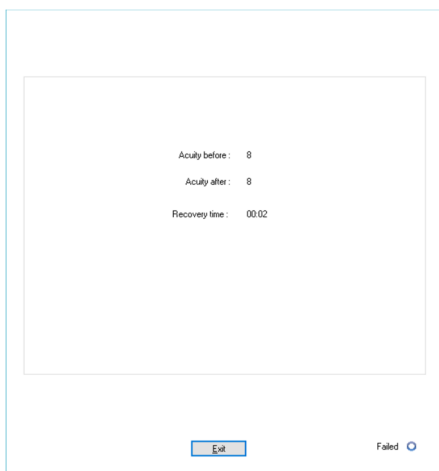 Acuity before : 8
Acuity after : 8
Recovery time : 00:02
Exit
Failed